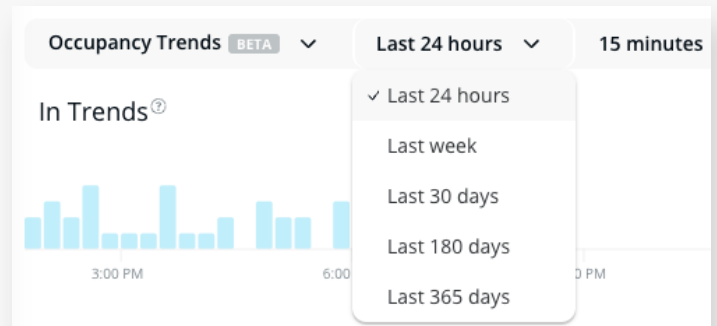 Occupancy Trends BETA
Last 24 hours
15 minutes
In Trends ?
Last 24 hours
Last week
Last 30 days
Last 180 days
Last 365 days
3:00 PM
6:00
0 PM